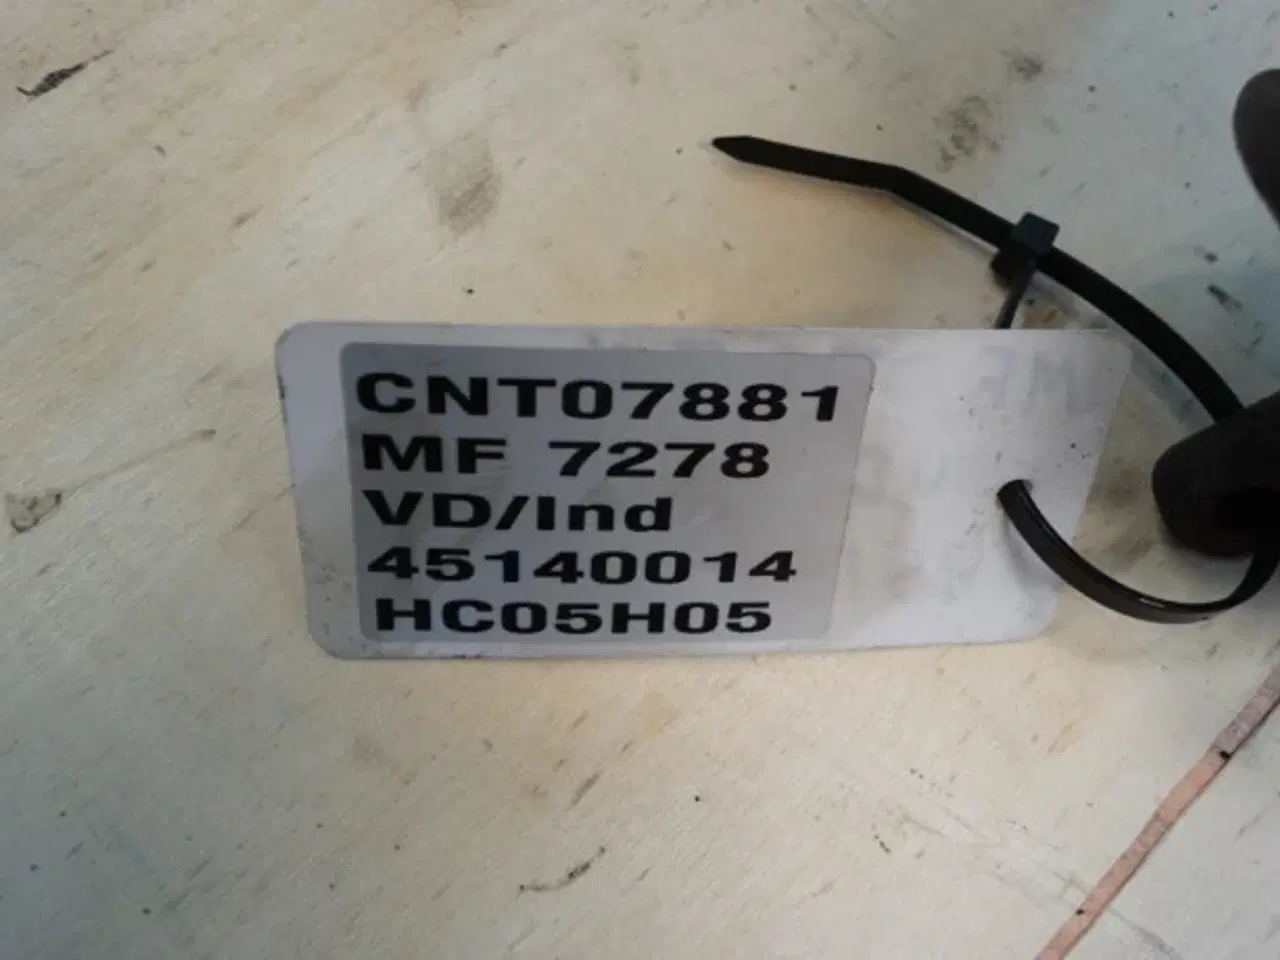 CNT07881
MF 7278
VD/Ind
45140014
HC05H05